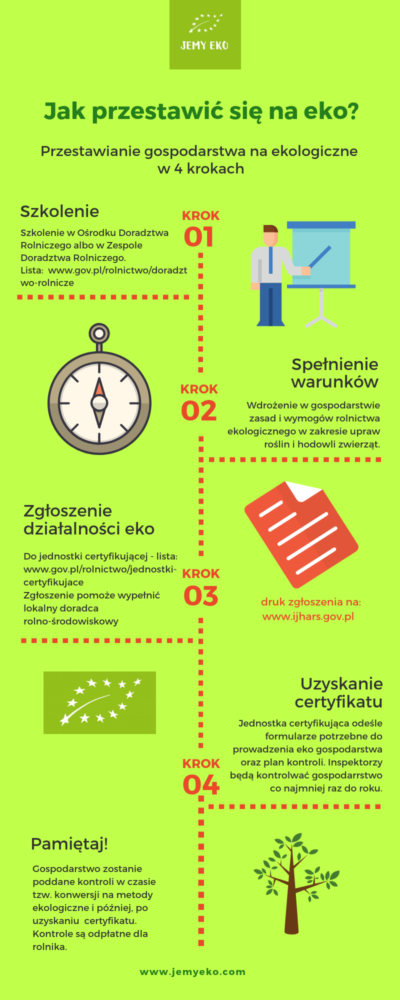 JEMY EKO
Jak przestawić się na eko?
Przestawianie gospodarstwa na ekologiczne
w 4 krokach
Szkolenie
Szkolenie w Ośrodku Doradztwa
Rolniczego albo w Zespole
Doradztwa Rolniczego.
Lista:  www.gov.pl/rolnictwo/doradzt
wo-rolnicze
KROK
01
KROK
02
Spełnienie
warunków
Wdrożenie w gospodarstwie
zasad i wymogów rolnictwa
ekologicznego w zakresie upraw
roślin i hodowli zwierząt.
Zgłoszenie
działalności eko
Do jednostki certyfikującej - lista:
www.gov.pl/rolnictwo/jednostki-
certyfikujace
Zgłoszenie pomoże wypełnić
lokalny doradca
rolno-środowiskowy
KROK
03
druk zgłoszenia na:
www.ijhars.gov.pl
KROK
04
Uzyskanie
certyfikatu
Jednostka certyfikująca odeśle
formularze potrzebne do
prowadzenia eko gospodarstwa
oraz plan kontroli. Inspektorzy
będą kontrolwać gospodarrstwo
co najmniej raz do roku.
Pamiętaj!
Gospodarstwo zostanie
poddane kontroli w czasie
tzw. konwersji na metody
ekologiczne i później, po
uzyskaniu  certyfikatu.
Kontrole są odpłatne dla
rolnika.
www.jemyeko.com